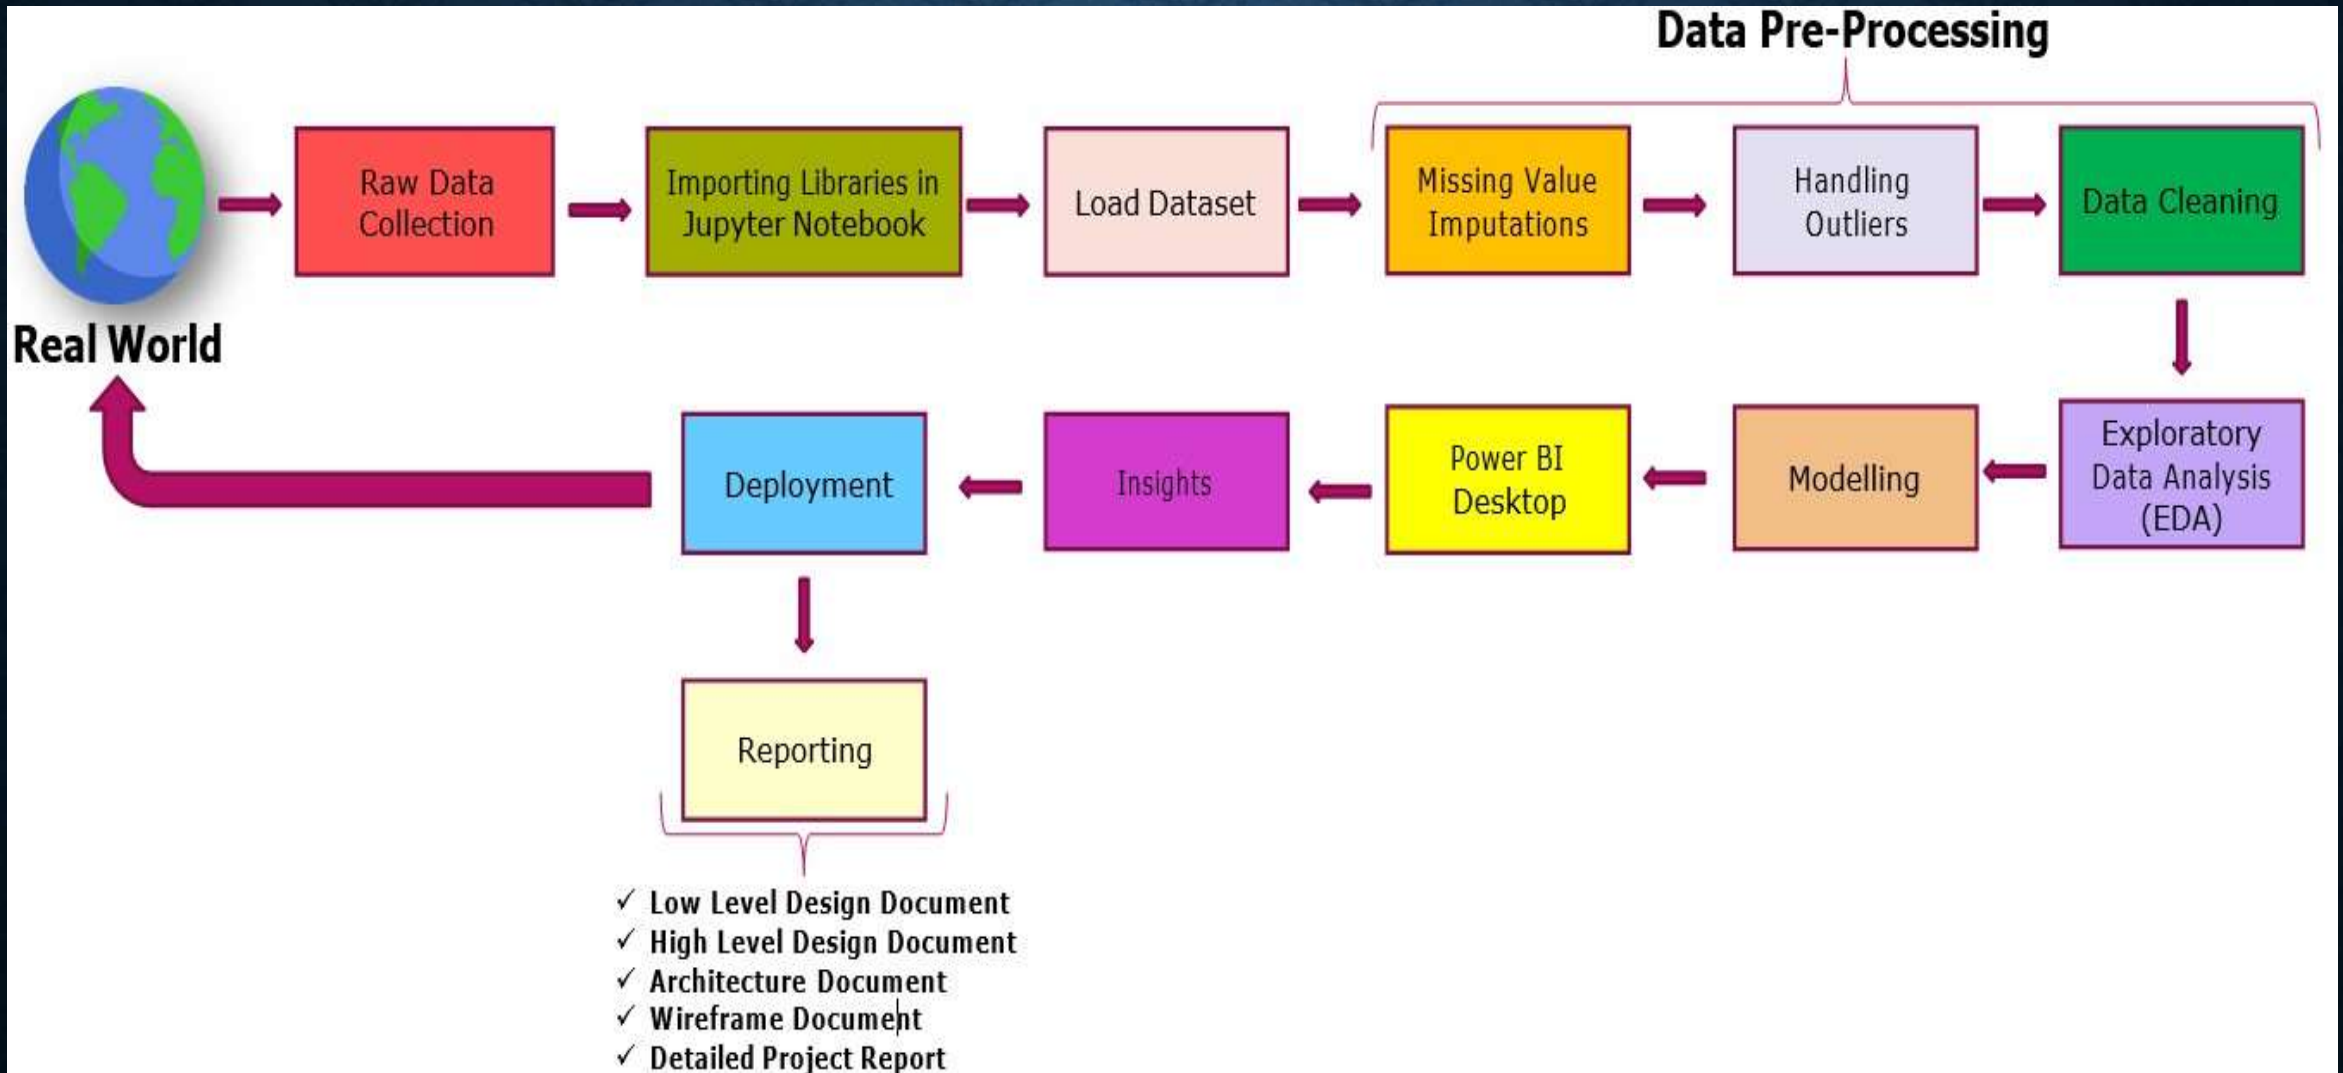 Data Pre-Processing
Raw Data
Collection
Importing Libraries in
Jupyter Notebook
Load Dataset
Missing Value
Imputations
Handling
Outliers
Data Cleaning
Real World
Exploratory
Data Analysis
(EDA)
Modelling
Power BI
Desktop
Insights
Deployment
Reporting
✓ Low Level Design Document
✓ High Level Design Document
✓ Architecture Document
✓ Wireframe Document
✓ Detailed Project Report